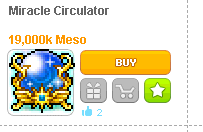 Miracle Circulator
19,000k Meso
BUY
2